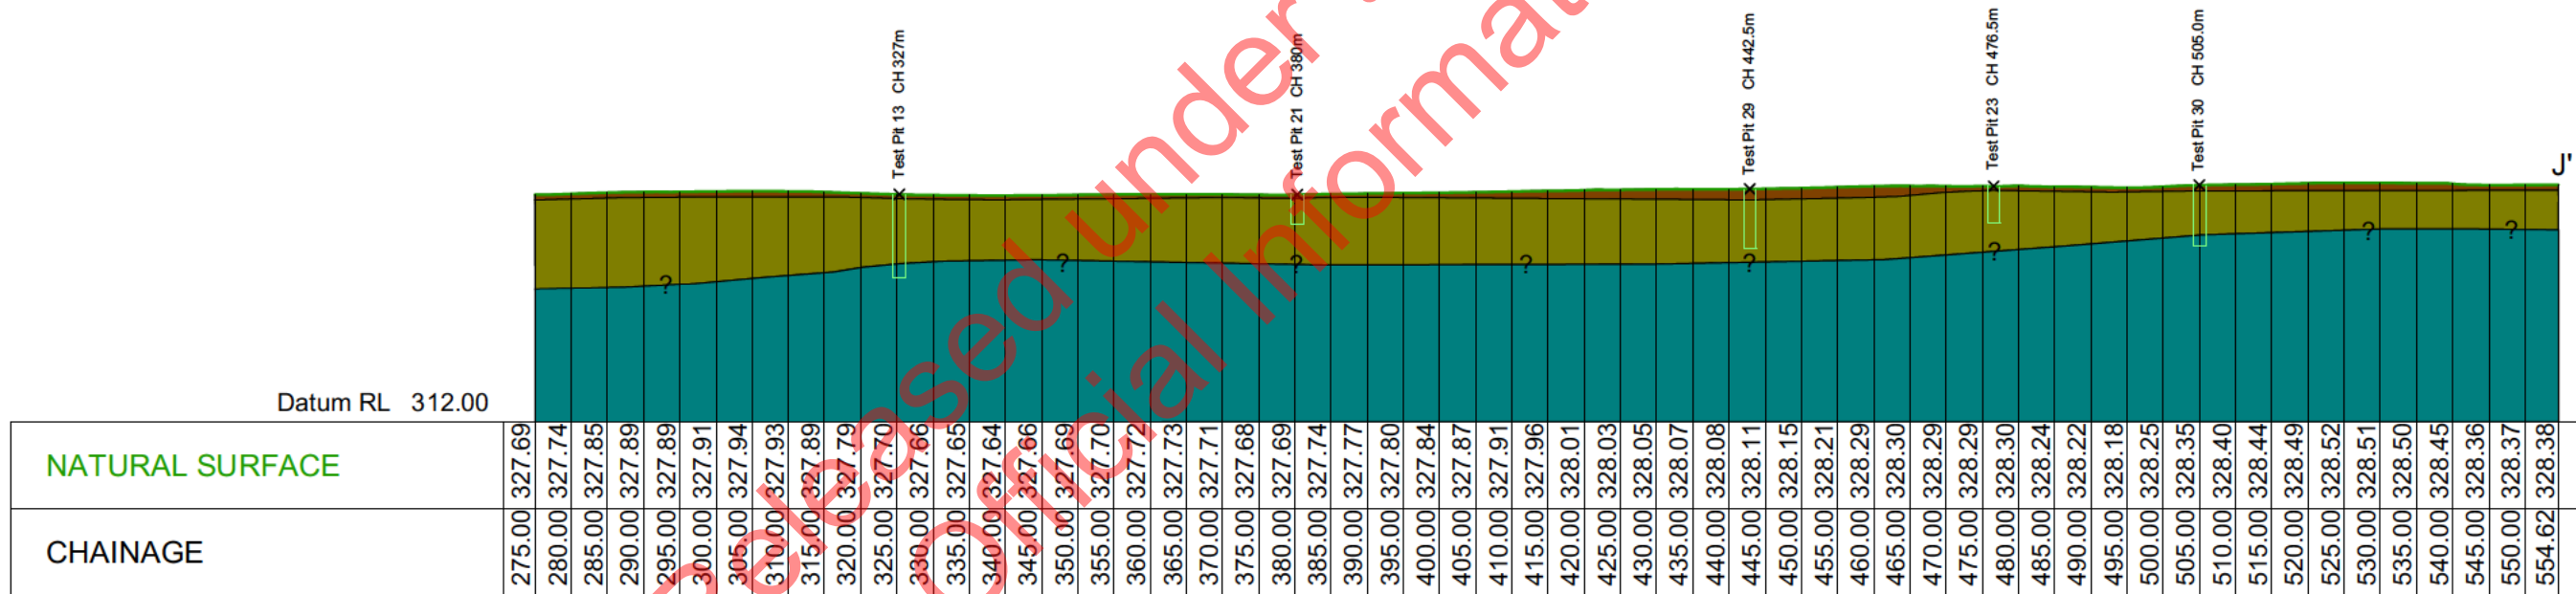 Test Pit 13 CH 327m
Test Pit 21 CH 380m
Test Pit 29 CH 442.5m
Test Pit 23 CH 476.5m
Test Pit 30 CH 505.0m
J'
Released under
Official Informat
? ? ? ? ? ? ? ?
Datum RL 312.00
NATURAL SURFACE 327.69 327.74 327.85 327.89 327.89 327.91 327.94 327.93 327.89 327.79 327.70 327.66 327.65 327.64 327.66 327.69 327.70 327.72 327.73 327.71 327.68 327.69 327.74 327.77 327.80 327.84 327.87 327.91 327.96 328.01 328.03 328.05 328.07 328.08 328.11 328.15 328.21 328.29 328.30 328.29 328.29 328.30 328.24 328.22 328.18 328.25 328.35 328.40 328.44 328.49 328.52 328.51 328.50 328.45 328.36 328.37 328.38
CHAINAGE 275.00 280.00 285.00 290.00 295.00 300.00 305.00 310.00 315.00 320.00 325.00 330.00 335.00 340.00 345.00 350.00 355.00 360.00 365.00 370.00 375.00 380.00 385.00 390.00 395.00 400.00 405.00 410.00 415.00 420.00 425.00 430.00 435.00 440.00 445.00 450.00 455.00 460.00 465.00 470.00 475.00 480.00 485.00 490.00 495.00 500.00 505.00 510.00 515.00 520.00 525.00 530.00 535.00 540.00 545.00 550.00 554.62